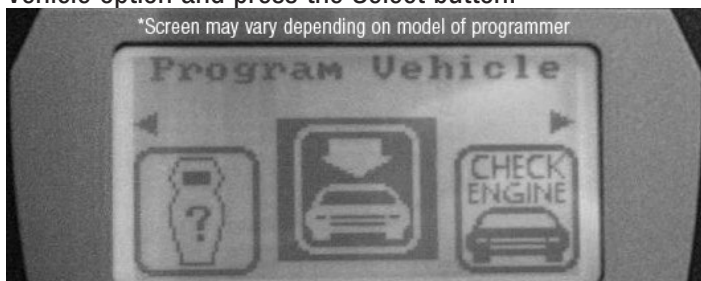 Vehicle option and press the Select button.
*Screen may vary depending on model of programmer
Program Vehicle
?
CHECK
ENGINE